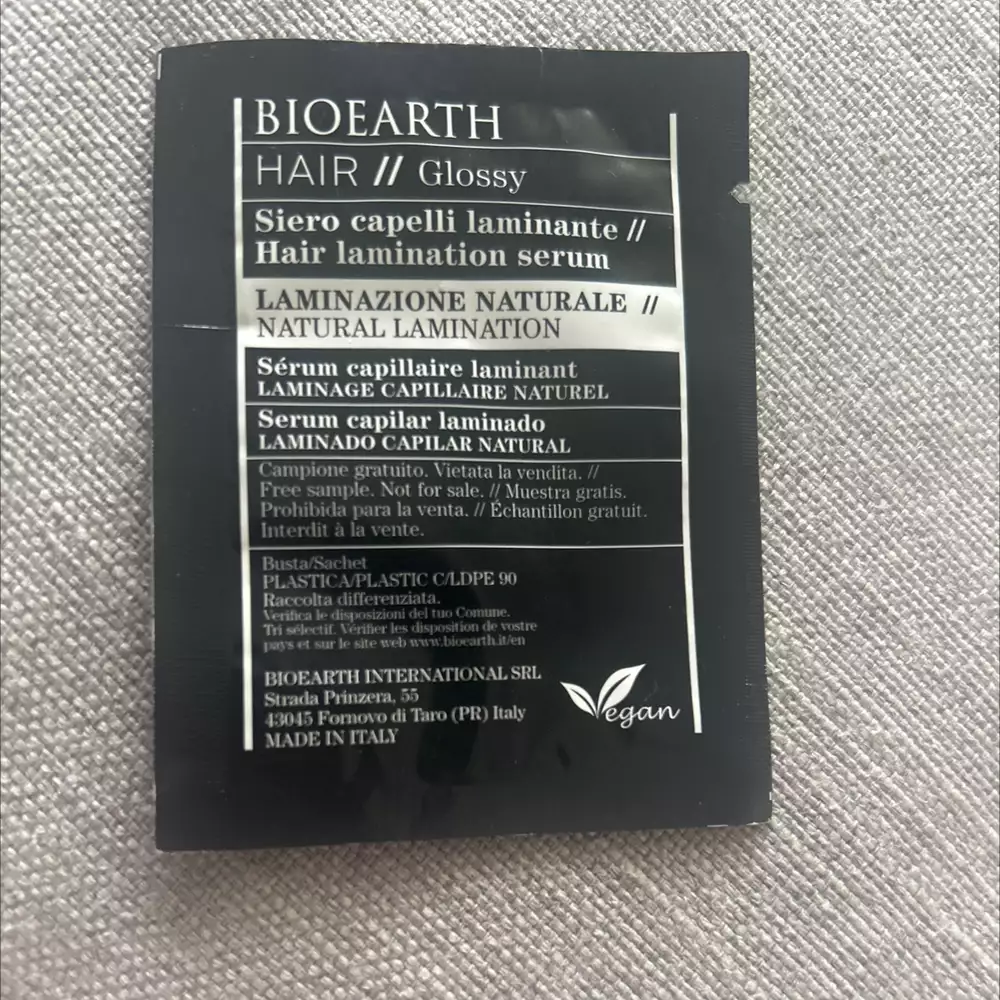 BIOEARTH
HAIR // Glossy
Siero capelli laminante //
Hair lamination serum
LAMINAZIONE NATURALE //
NATURAL LAMINATION
Sérum capillaire laminant
LAMINAGE CAPILLAIRE NATUREL
Serum capilar laminado
LAMINADO CAPILAR NATURAL
Campione gratuito. Vietata la vendita. //
Free sample. Not for sale. // Muestra gratis.
Prohibida para la venta. // Échantillon gratuit.
Interdit à la vente.
Busta/Sachet
PLASTICA/PLASTIC C/LDPE 90
Raccolta differenziata.
Verifica le disposizioni del tuo Comune.
Tri sélectif. Vérifier les disposition de vostre
pays et sur le site web www.bioearth.it/en
BIOEARTH INTERNATIONAL SRL
Strada Prinzera, 55
43045 Fornovo di Taro (PR) Italy
MADE IN ITALY
Vegan